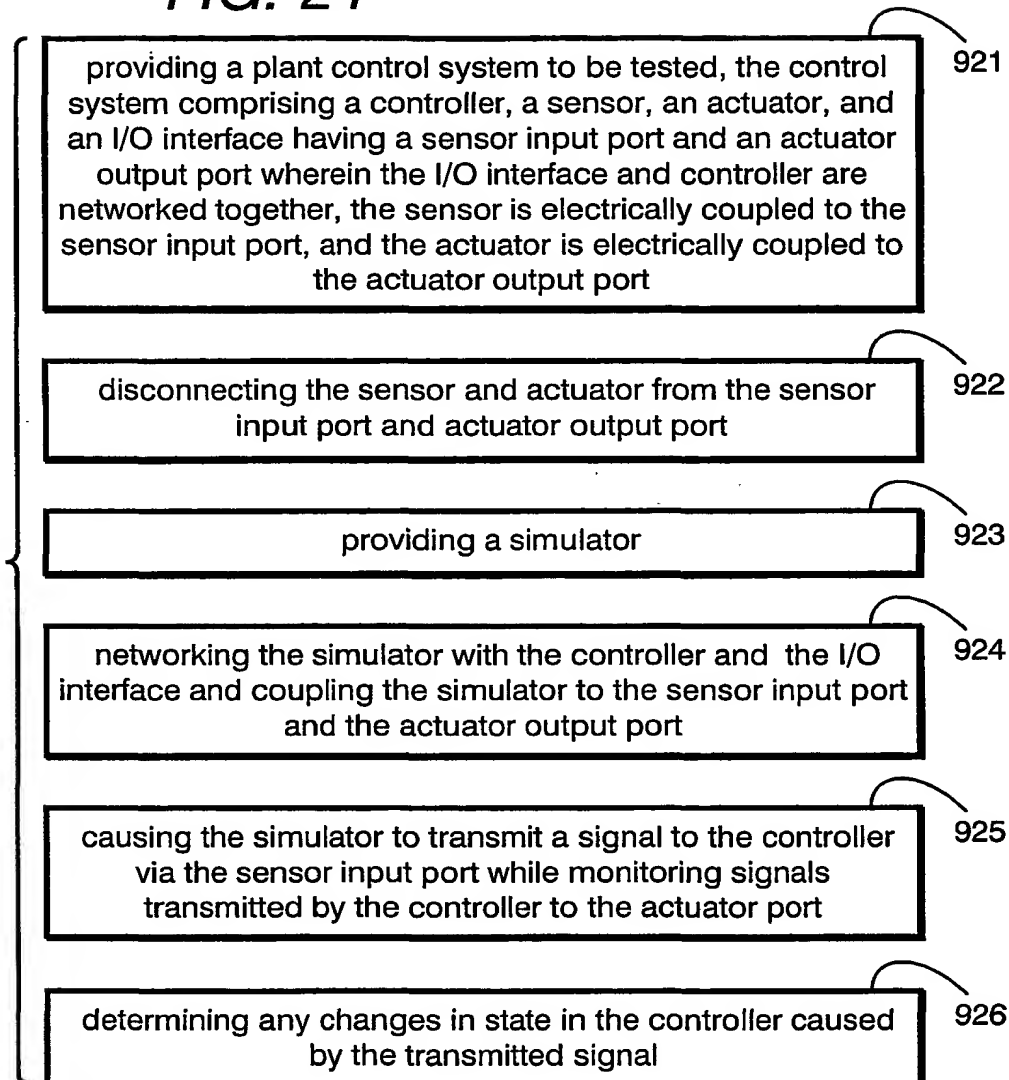 FIG. 21
921
providing a plant control system to be tested, the control
system comprising a controller, a sensor, an actuator, and
an I/O interface having a sensor input port and an actuator
output port wherein the I/O interface and controller are
networked together, the sensor is electrically coupled to the
sensor input port, and the actuator is electrically coupled to
the actuator output port
922
disconnecting the sensor and actuator from the sensor
input port and actuator output port
923
providing a simulator
924
networking the simulator with the controller and the I/O
interface and coupling the simulator to the sensor input port
and the actuator output port
925
causing the simulator to transmit a signal to the controller
via the sensor input port while monitoring signals
transmitted by the controller to the actuator port
926
determining any changes in state in the controller caused
by the transmitted signal